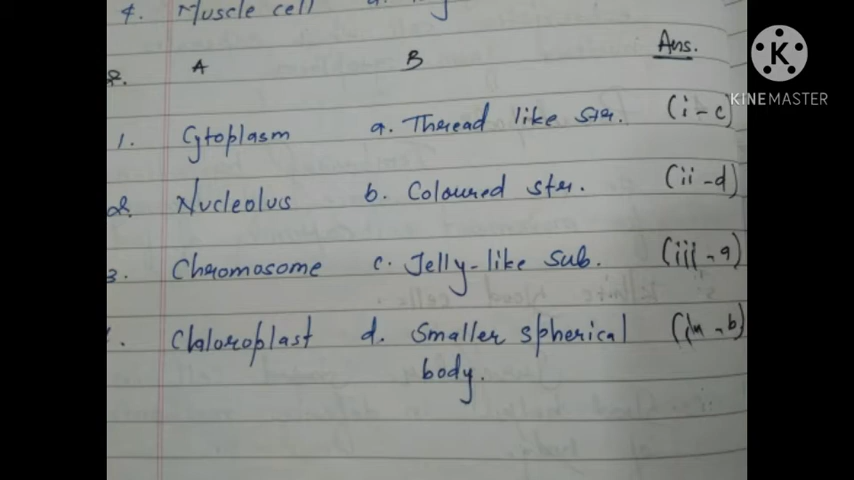 4. Muscle cell
Ans.
2. A B
1. Cytoplasm a. Thread like str. (i-c)
2. Nucleolus b. Coloured str. (ii-d)
3. Chromosome c. Jelly-like sub. (iii-a)
Chloroplast d. Smaller spherical (iv-b)
body.
KINEMASTER